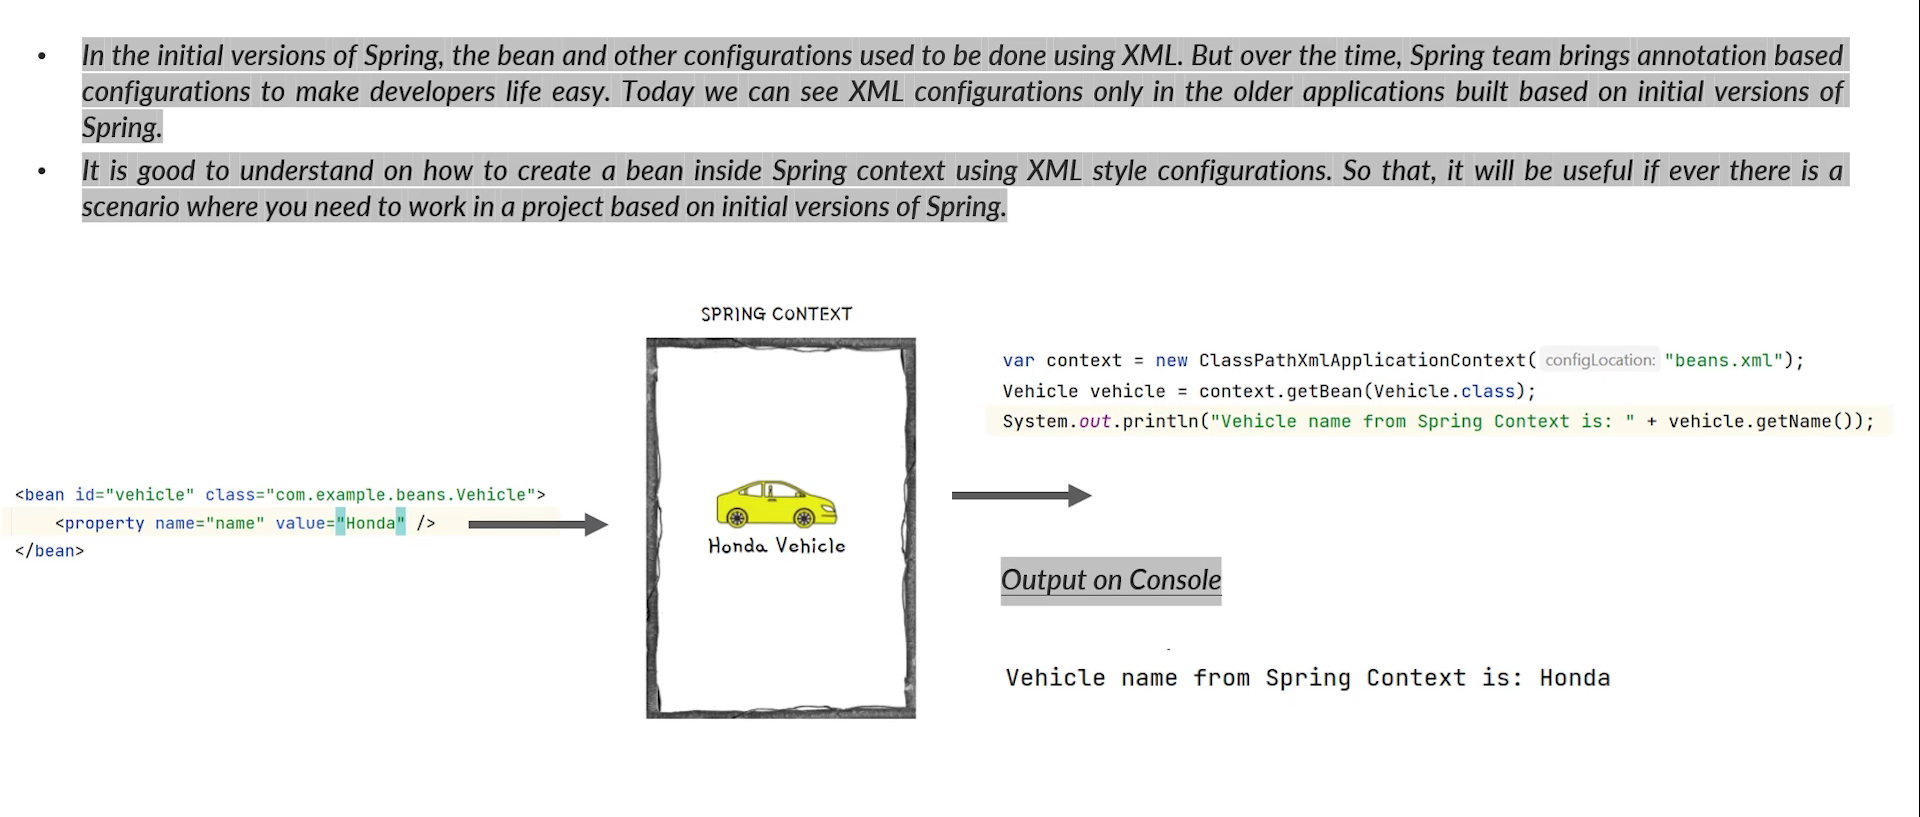 • In the initial versions of Spring, the bean and other configurations used to be done using XML. But over the time, Spring team brings annotation based
configurations to make developers life easy. Today we can see XML configurations only in the older applications built based on initial versions of
Spring.
• It is good to understand on how to create a bean inside Spring context using XML style configurations. So that, it will be useful if ever there is a
scenario where you need to work in a project based on initial versions of Spring.
<bean id="vehicle" class="com.example.beans.Vehicle">
<property name="name" value="Honda" />
</bean>
SPRING CONTEXT
Honda Vehicle
var context = new ClassPathXmlApplicationContext( configLocation: "beans.xml");
Vehicle vehicle = context.getBean(Vehicle.class);
System.out.println("Vehicle name from Spring Context is: " + vehicle.getName());
Output on Console
Vehicle name from Spring Context is: Honda